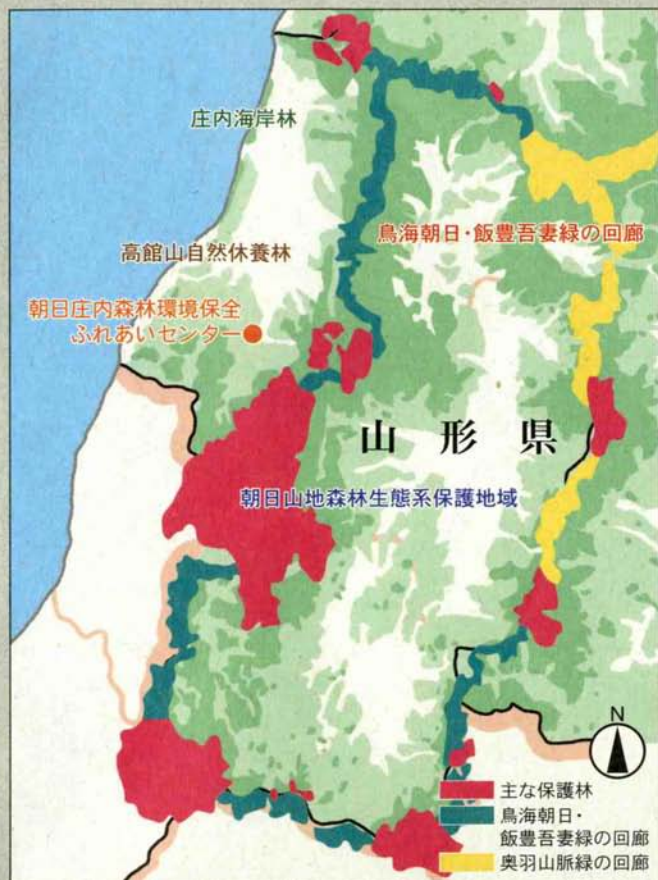 庄内海岸林
高館山自然休養林
鳥海朝日・飯豊吾妻緑の回廊
朝日庄内森林環境保全
ふれあいセンター●
山形県
朝日山地森林生態系保護地域
N
主な保護林
鳥海朝日・
飯豊吾妻緑の回廊
奥羽山脈緑の回廊